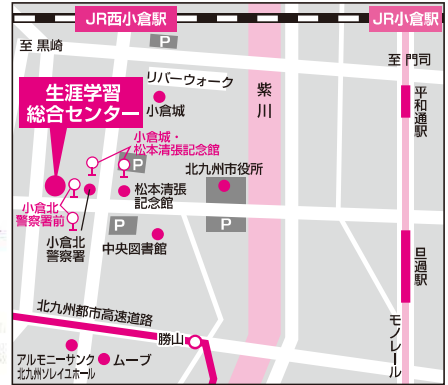 JR西小倉駅
JR小倉駅
至 黒崎
P
至 門司
リバーウォーク
生涯学習
総合センター
小倉城
紫川
平和通駅
小倉城・
松本清張記念館
P
北九州市役所
小倉北
警察署前
松本清張
記念館
小倉北
警察署
P
P
中央図書館
旦過駅
北九州都市高速道路
勝山
モノレール
アルモニーサンク
北九州ソレイユホール
ムーブ